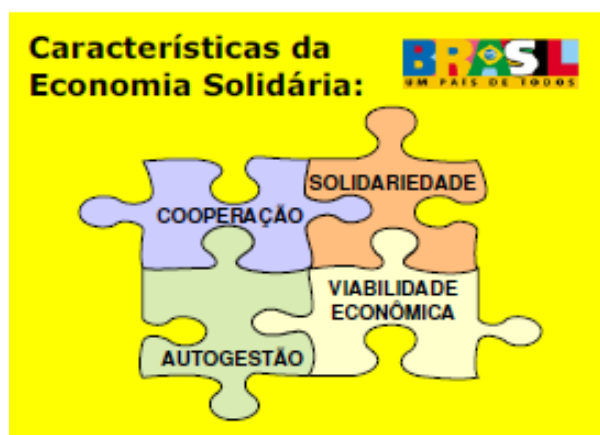 Características da
Economia Solidária:
BRASIL
UM PAÍS DE TODOS
SOLIDARIEDADE
COOPERAÇÃO
VIABILIDADE
ECONÔMICA
AUTOGESTÃO